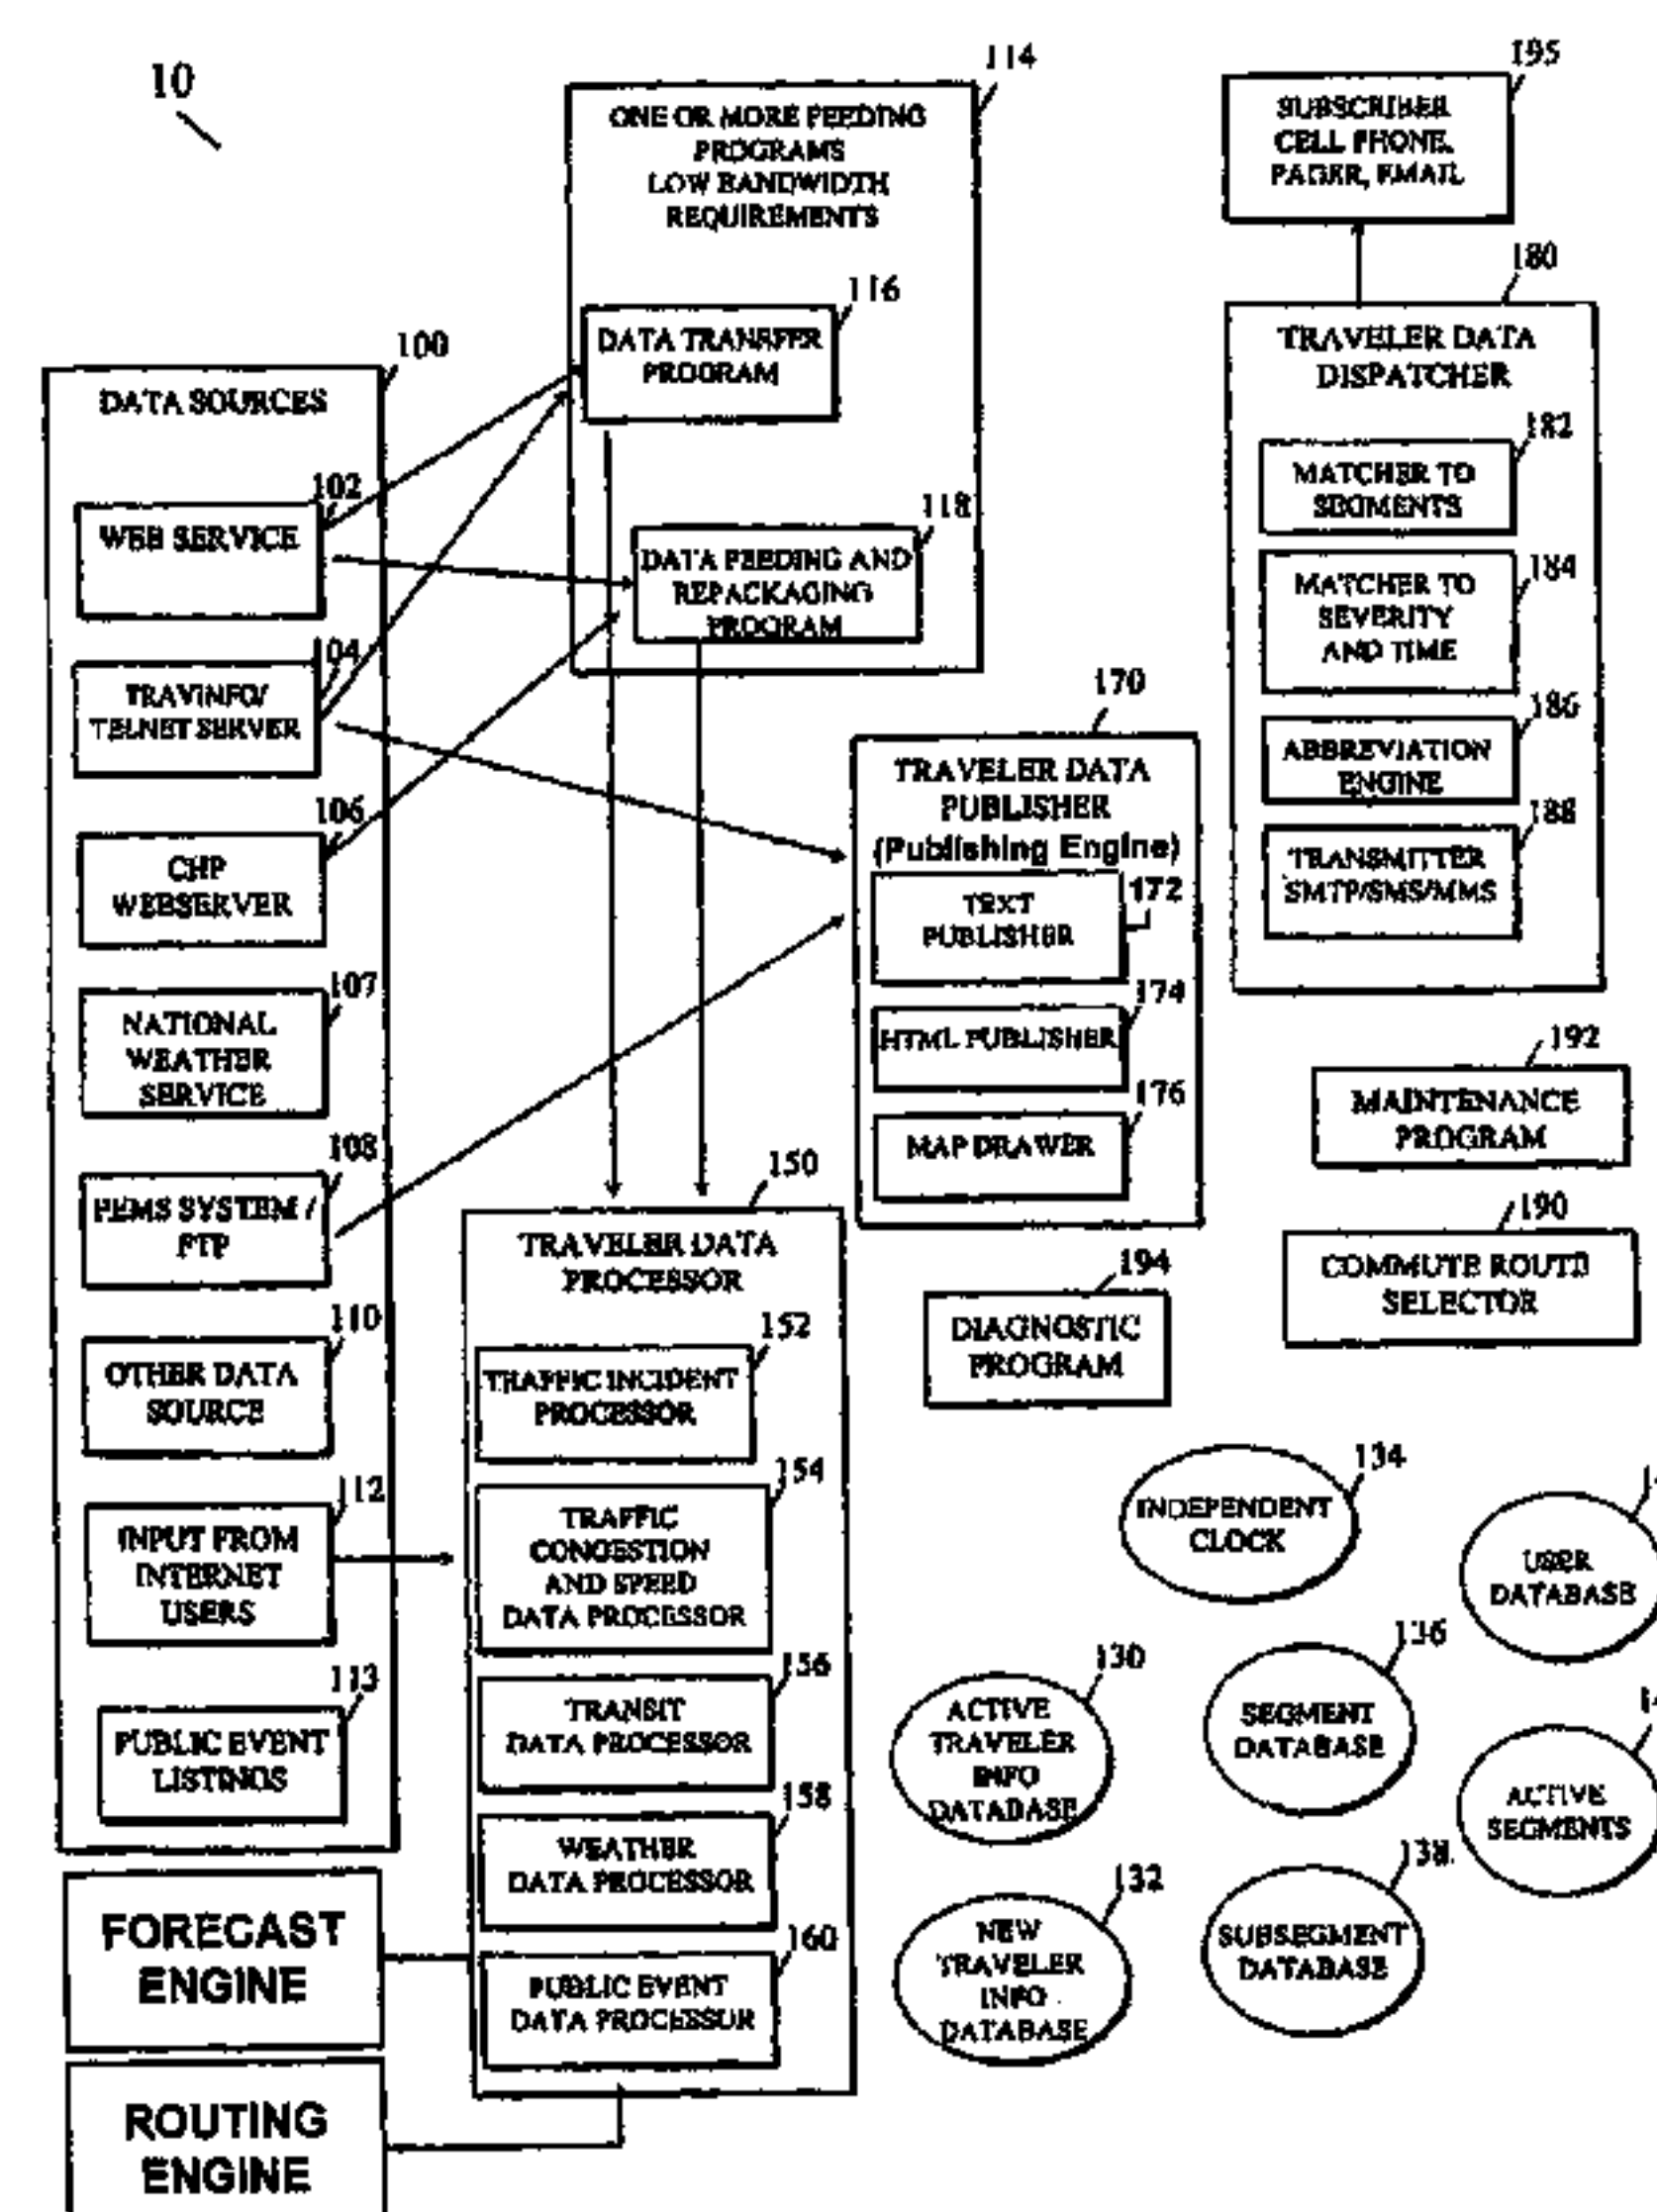 10
114
ONE OR MORE FEEDING
PROGRAMS
LOW BANDWIDTH
REQUIREMENTS
116
DATA TRANSFER
PROGRAM
118
DATA FEEDING AND
REPACKAGING
PROGRAM
195
SUBSCRIBER
CELL PHONE,
PAGER, EMAIL
180
TRAVELER DATA
DISPATCHER
182
MATCHER TO
SEGMENTS
184
MATCHER TO
SEVERITY
AND TIME
186
ABBREVIATION
ENGINE
188
TRANSMITTER
SMTP/SMS/MMS
100
DATA SOURCES
102
WEB SERVICE
104
TRAVINFO/
TELNET SERVER
106
CHP
WEBSERVER
107
NATIONAL
WEATHER
SERVICE
108
PEMS SYSTEM /
FTP
110
OTHER DATA
SOURCE
112
INPUT FROM
INTERNET
USERS
113
PUBLIC EVENT
LISTINGS
170
TRAVELER DATA
PUBLISHER
(Publishing Engine)
172
TEXT
PUBLISHER
174
HTML PUBLISHER
176
MAP DRAWER
192
MAINTENANCE
PROGRAM
190
COMMUTE ROUTE
SELECTOR
194
DIAGNOSTIC
PROGRAM
150
TRAVELER DATA
PROCESSOR
152
TRAFFIC INCIDENT
PROCESSOR
154
TRAFFIC
CONGESTION
AND SPEED
DATA PROCESSOR
156
TRANSIT
DATA PROCESSOR
158
WEATHER
DATA PROCESSOR
160
PUBLIC EVENT
DATA PROCESSOR
134
INDEPENDENT
CLOCK
USER
DATABASE
130
ACTIVE
TRAVELER
INFO
DATABASE
136
SEGMENT
DATABASE
ACTIVE
SEGMENTS
132
NEW
TRAVELER
INFO
DATABASE
138
SUBSEGMENT
DATABASE
FORECAST
ENGINE
ROUTING
ENGINE